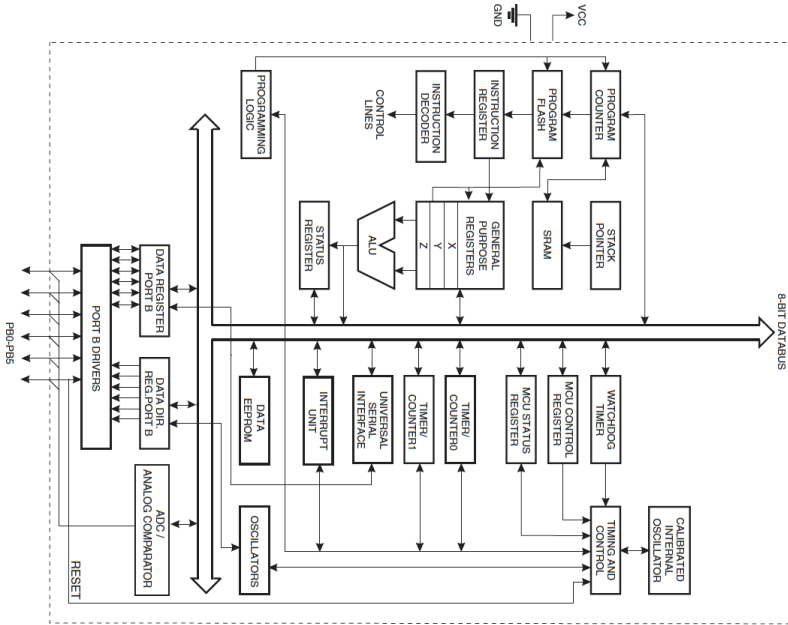 8-BIT DATABUS
VCC
GND
PROGRAM
COUNTER
STACK
POINTER
WATCHDOG
TIMER
TIMING AND
CONTROL
CALIBRATED
INTERNAL
OSCILLATOR
PROGRAM
FLASH
SRAM
MCU CONTROL
REGISTER
INSTRUCTION
REGISTER
GENERAL
PURPOSE
REGISTERS
X
Y
Z
MCU STATUS
REGISTER
INSTRUCTION
DECODER
TIMER/
COUNTER0
CONTROL
LINES
ALU
TIMER/
COUNTER1
STATUS
REGISTER
UNIVERSAL
SERIAL
INTERFACE
INTERRUPT
UNIT
PROGRAMMING
LOGIC
DATA
EEPROM
OSCILLATORS
DATA REGISTER
PORT B
DATA DIR.
REG.PORT B
ADC /
ANALOG COMPARATOR
PORT B DRIVERS
RESET
PB0-PB5